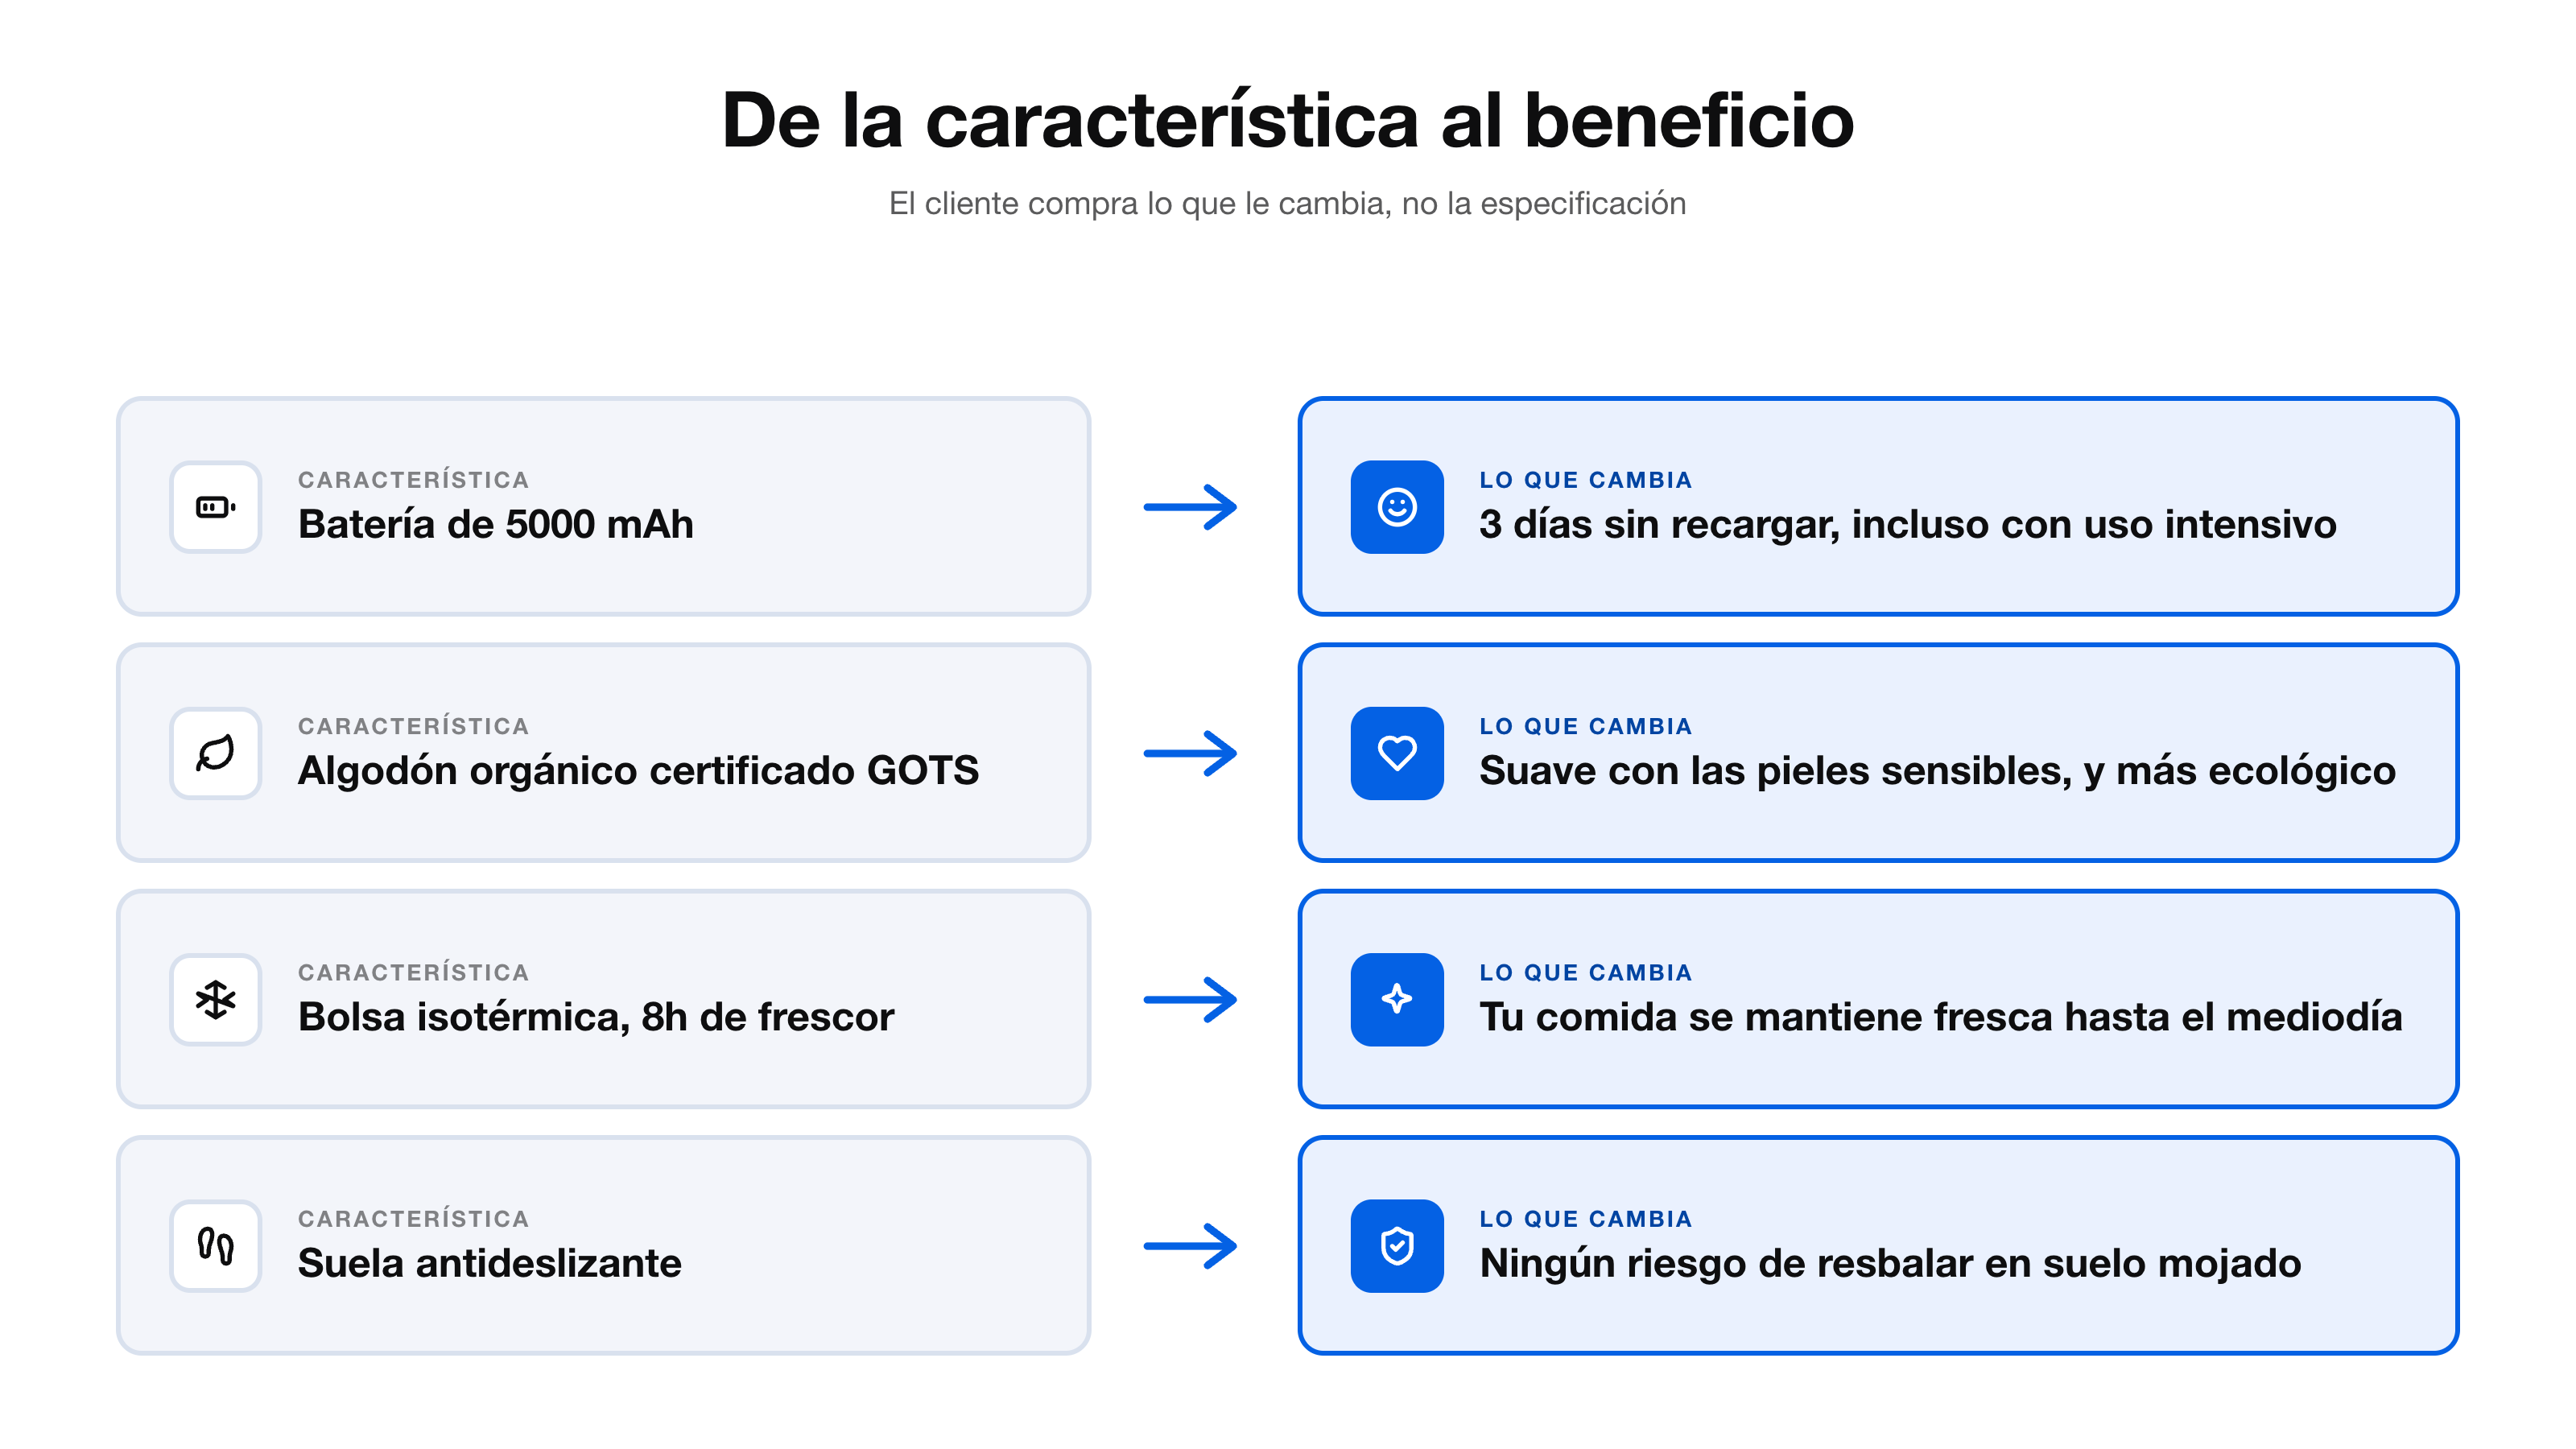 De la característica al beneficio
El cliente compra lo que le cambia, no la especificación
CARACTERÍSTICA
Batería de 5000 mAh
LO QUE CAMBIA
3 días sin recargar, incluso con uso intensivo
CARACTERÍSTICA
Algodón orgánico certificado GOTS
LO QUE CAMBIA
Suave con las pieles sensibles, y más ecológico
CARACTERÍSTICA
Bolsa isotérmica, 8h de frescor
LO QUE CAMBIA
Tu comida se mantiene fresca hasta el mediodía
CARACTERÍSTICA
Suela antideslizante
LO QUE CAMBIA
Ningún riesgo de resbalar en suelo mojado